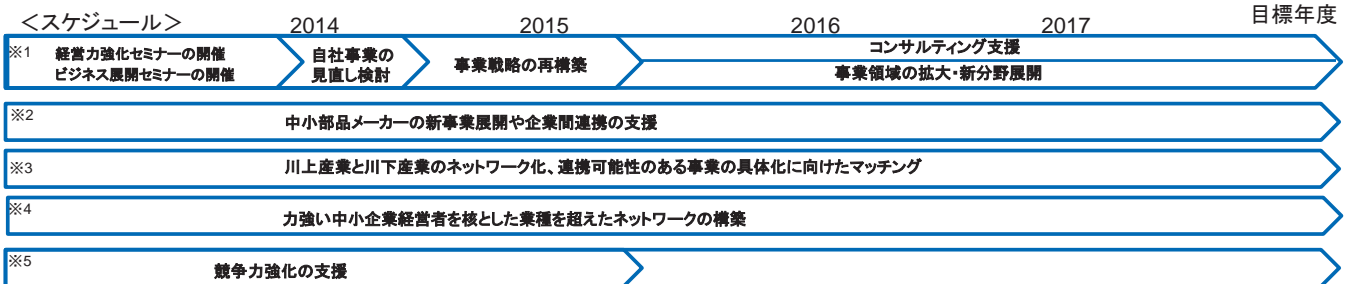 ＜スケジュール＞ 2014 2015 2016 2017 目標年度
※1 経営力強化セミナーの開催
ビジネス展開セミナーの開催
自社事業の
見直し検討
事業戦略の再構築
コンサルティング支援
事業領域の拡大・新分野展開
※2 中小部品メーカーの新事業展開や企業間連携の支援
※3 川上産業と川下産業のネットワーク化、連携可能性のある事業の具体化に向けたマッチング
※4 力強い中小企業経営者を核とした業種を超えたネットワークの構築
※5 競争力強化の支援